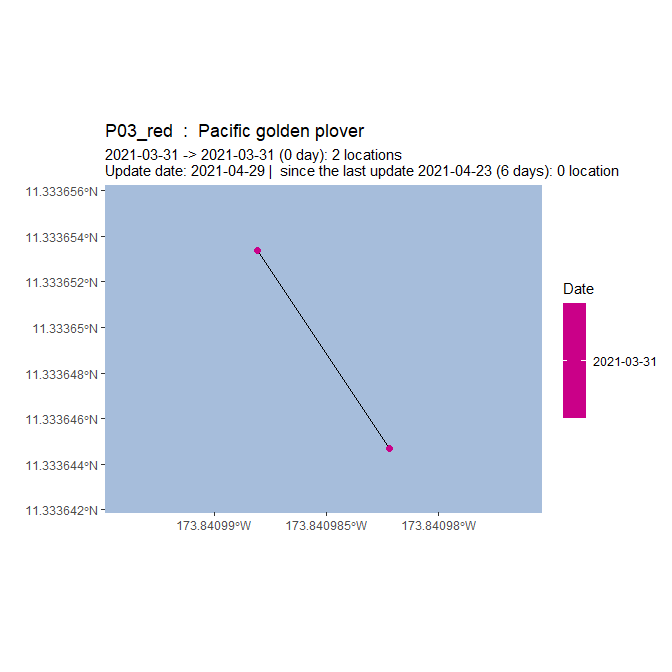 P03_red  :  Pacific golden plover
2021-03-31 -> 2021-03-31 (0 day): 2 locations
Update date: 2021-04-29 |  since the last update 2021-04-23 (6 days): 0 location
11.333656°N
11.333654°N
11.333652°N
11.33365°N
11.333648°N
11.333646°N
11.333644°N
11.333642°N
173.84099°W
173.840985°W
173.84098°W
Date
2021-03-31